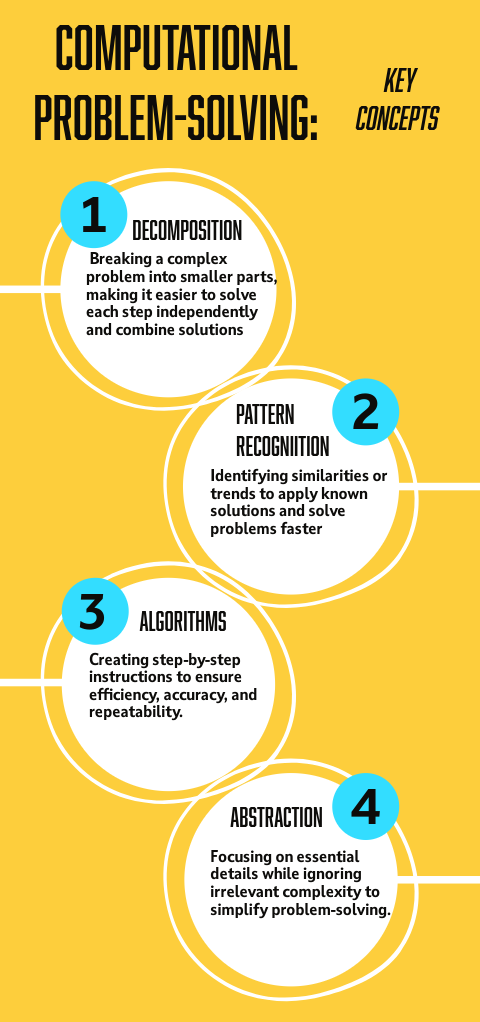 COMPUTATIONAL
PROBLEM-SOLVING:
KEY
CONCEPTS
1
DECOMPOSITION
Breaking a complex
problem into smaller parts,
making it easier to solve
each step independently
and combine solutions
2
PATTERN
RECOGNIITION
Identifying similarities or
trends to apply known
solutions and solve
problems faster
3
ALGORITHMS
Creating step-by-step
instructions to ensure
efficiency, accuracy, and
repeatability.
4
ABSTRACTION
Focusing on essential
details while ignoring
irrelevant complexity to
simplify problem-solving.